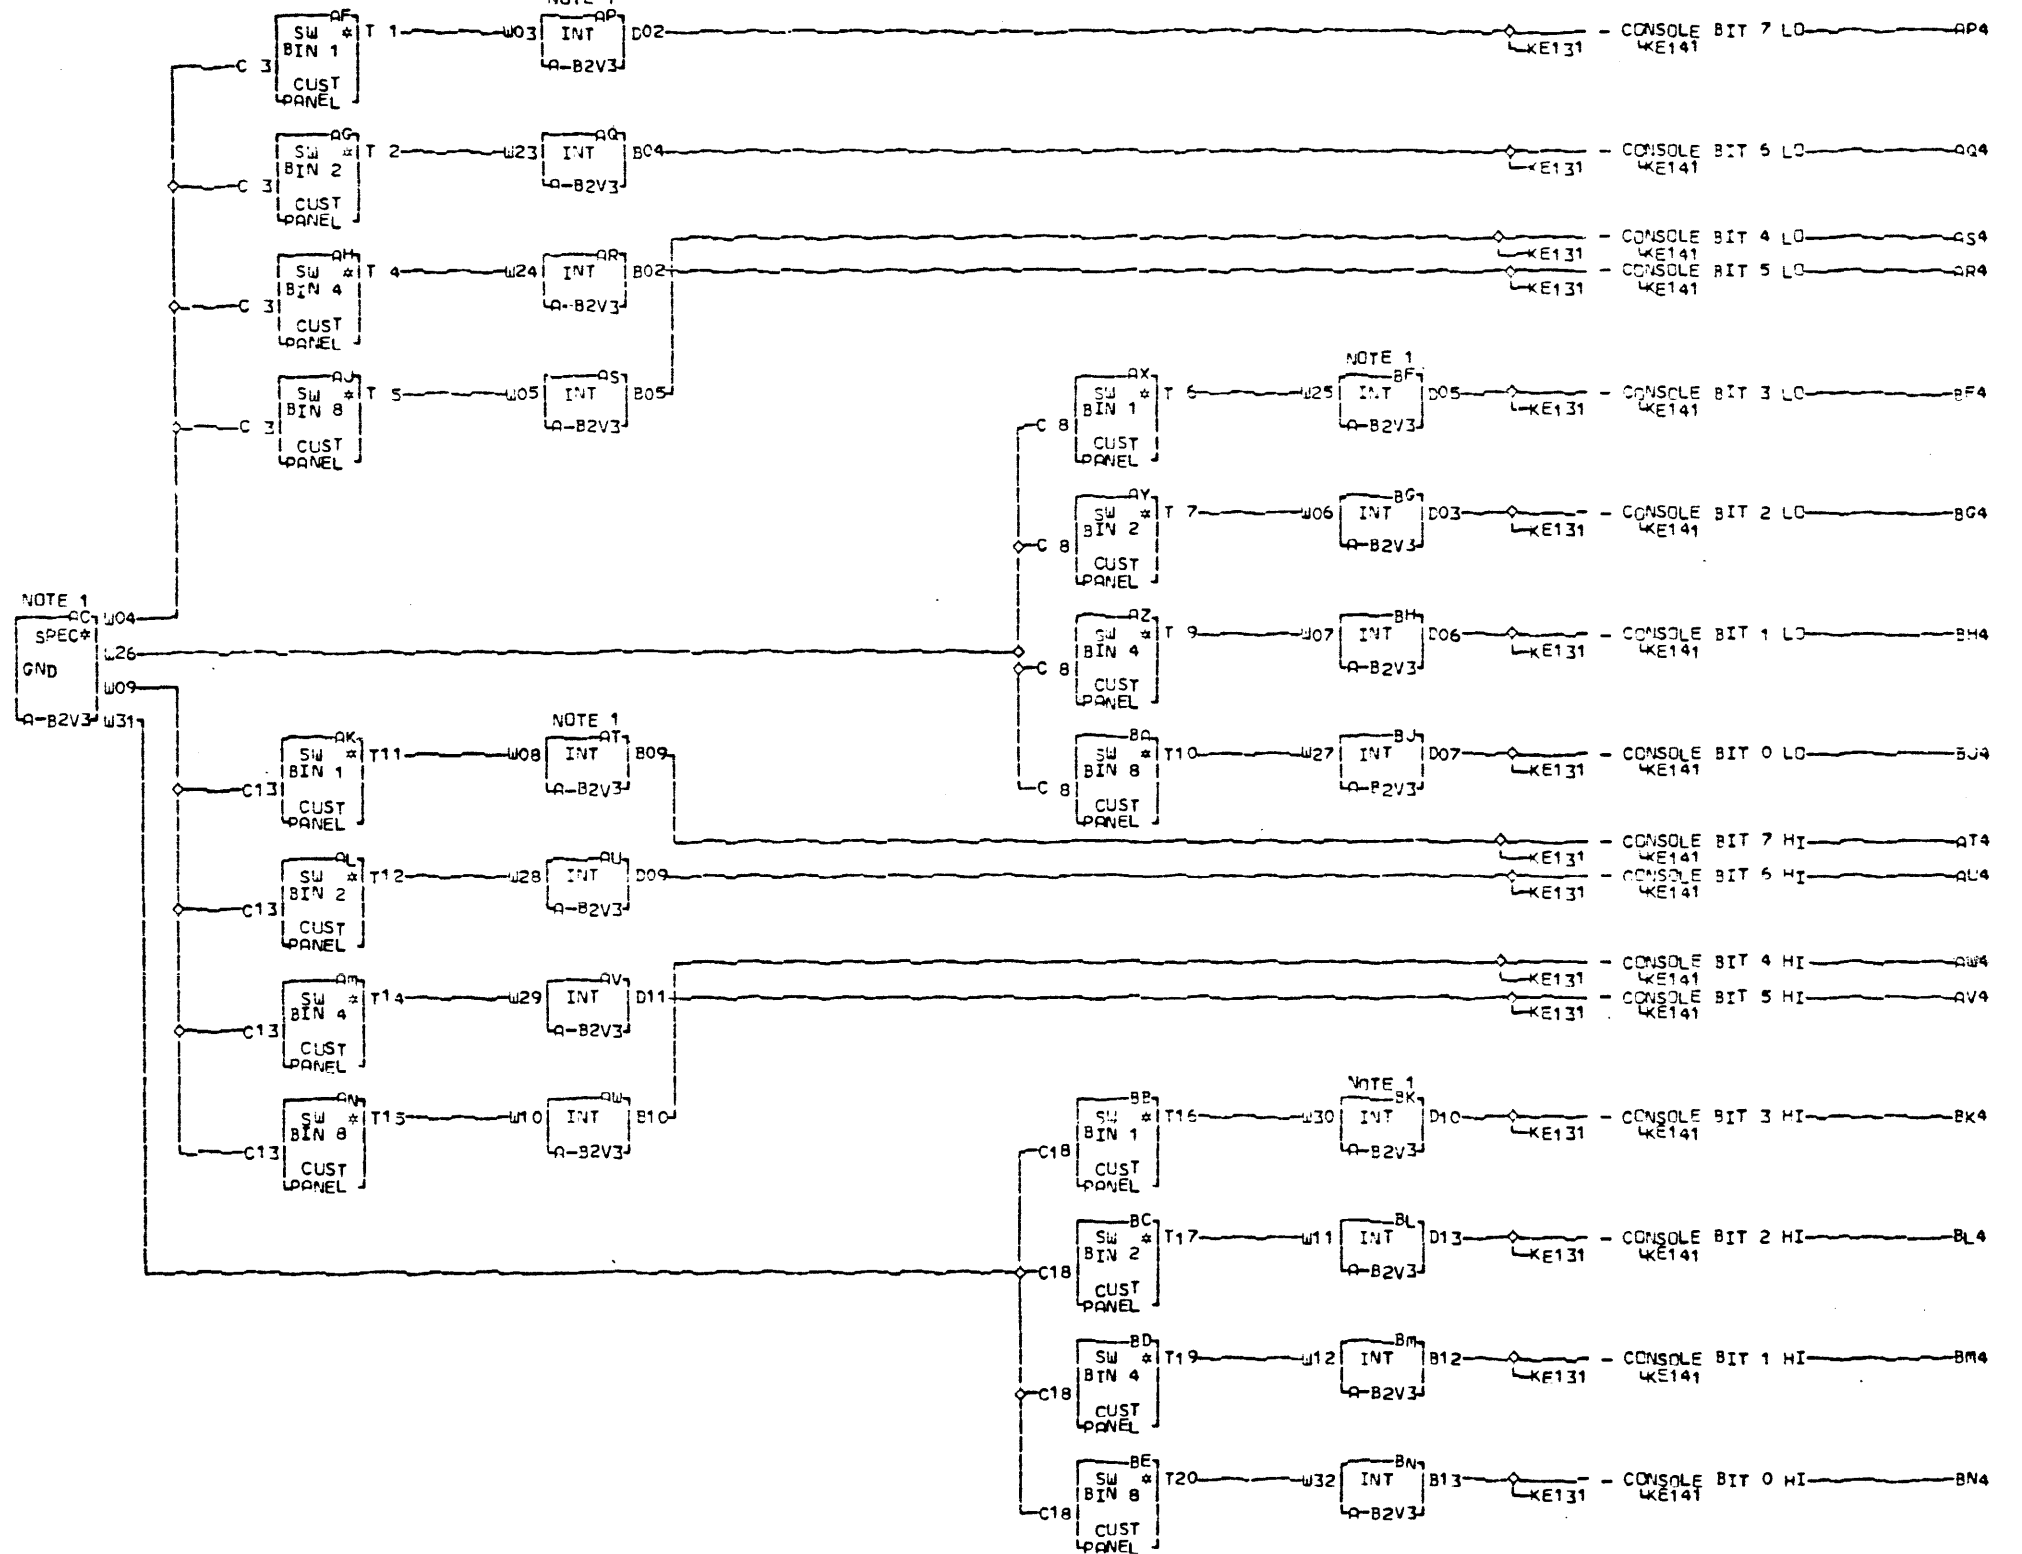 NOTE 1
AF AP
SW * T 1 W03 INT D02 - CONSOLE BIT 7 LO AP4
BIN 1 KE131 KE141
C 3 A-B2V3
CUST
PANEL
AG AQ
SW * T 2 W23 INT B04 - CONSOLE BIT 6 LO AQ4
BIN 2 KE131 KE141
C 3 A-B2V3
CUST
PANEL
- CONSOLE BIT 4 LO AS4
KE131 KE141
AH AR
SW * T 4 W24 INT B02 - CONSOLE BIT 5 LO AR4
BIN 4 KE131 KE141
C 3 A-B2V3
CUST
PANEL
NOTE 1
AJ AS AX BF
SW * T 5 W05 INT B05 SW * T 6 W25 INT D05 - CONSOLE BIT 3 LO BF4
BIN 8 BIN 1 KE131 KE141
C 3 A-B2V3 C 8 A-B2V3
CUST CUST
PANEL PANEL
AY BG
SW * T 7 W06 INT D03 - CONSOLE BIT 2 LO BG4
BIN 2 KE131 KE141
C 8 A-B2V3
CUST
PANEL
NOTE 1
AC W04 AZ BH
SPEC* SW * T 9 W07 INT D06 - CONSOLE BIT 1 LO BH4
W26 BIN 4 KE131 KE141
GND C 8 A-B2V3
W09 CUST
PANEL
A-B2V3 W31
NOTE 1
AK AT BA BJ
SW * T11 W08 INT B09 SW * T10 W27 INT D07 - CONSOLE BIT 0 LO BJ4
BIN 1 BIN 8 KE131 KE141
C13 A-B2V3 C 8 A-B2V3
CUST CUST
PANEL PANEL
- CONSOLE BIT 7 HI AT4
KE131 KE141
AL AU
SW * T12 W28 INT D09 - CONSOLE BIT 6 HI AU4
BIN 2 KE131 KE141
C13 A-B2V3
CUST
PANEL
- CONSOLE BIT 4 HI AW4
KE131 KE141
AM AV
SW * T14 W29 INT D11 - CONSOLE BIT 5 HI AV4
BIN 4 KE131 KE141
C13 A-B2V3
CUST
PANEL
NOTE 1
AN AW BB BK
SW * T15 W10 INT B10 SW * T16 W30 INT D10 - CONSOLE BIT 3 HI BK4
BIN 8 BIN 1 KE131 KE141
C13 A-B2V3 C18 A-B2V3
CUST CUST
PANEL PANEL
BC BL
SW * T17 W11 INT D13 - CONSOLE BIT 2 HI BL4
BIN 2 KE131 KE141
C18 A-B2V3
CUST
PANEL
BD BM
SW * T19 W12 INT B12 - CONSOLE BIT 1 HI BM4
BIN 4 KE131 KE141
C18 A-B2V3
CUST
PANEL
BE BN
SW * T20 W32 INT B13 - CONSOLE BIT 0 HI BN4
BIN 8 KE131 KE141
C18 A-B2V3
CUST
PANEL